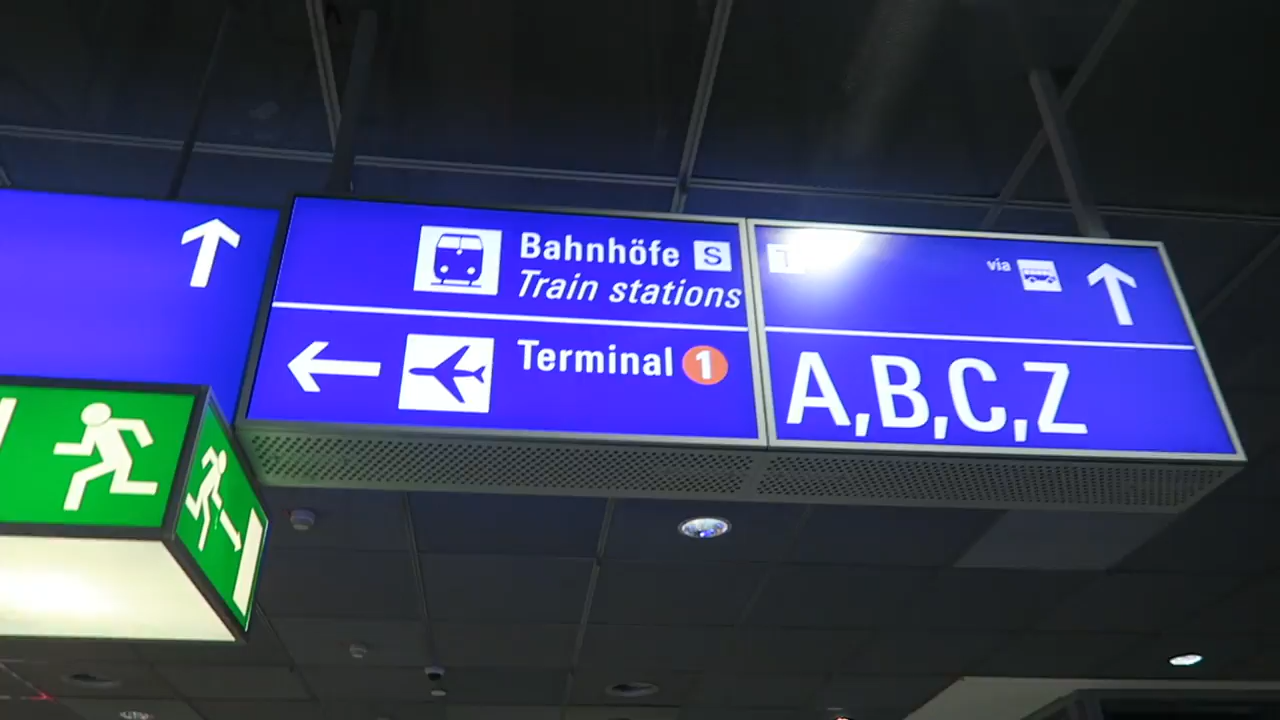 Bahnhöfe S
Train stations
T
via
Terminal 1
A,B,C,Z